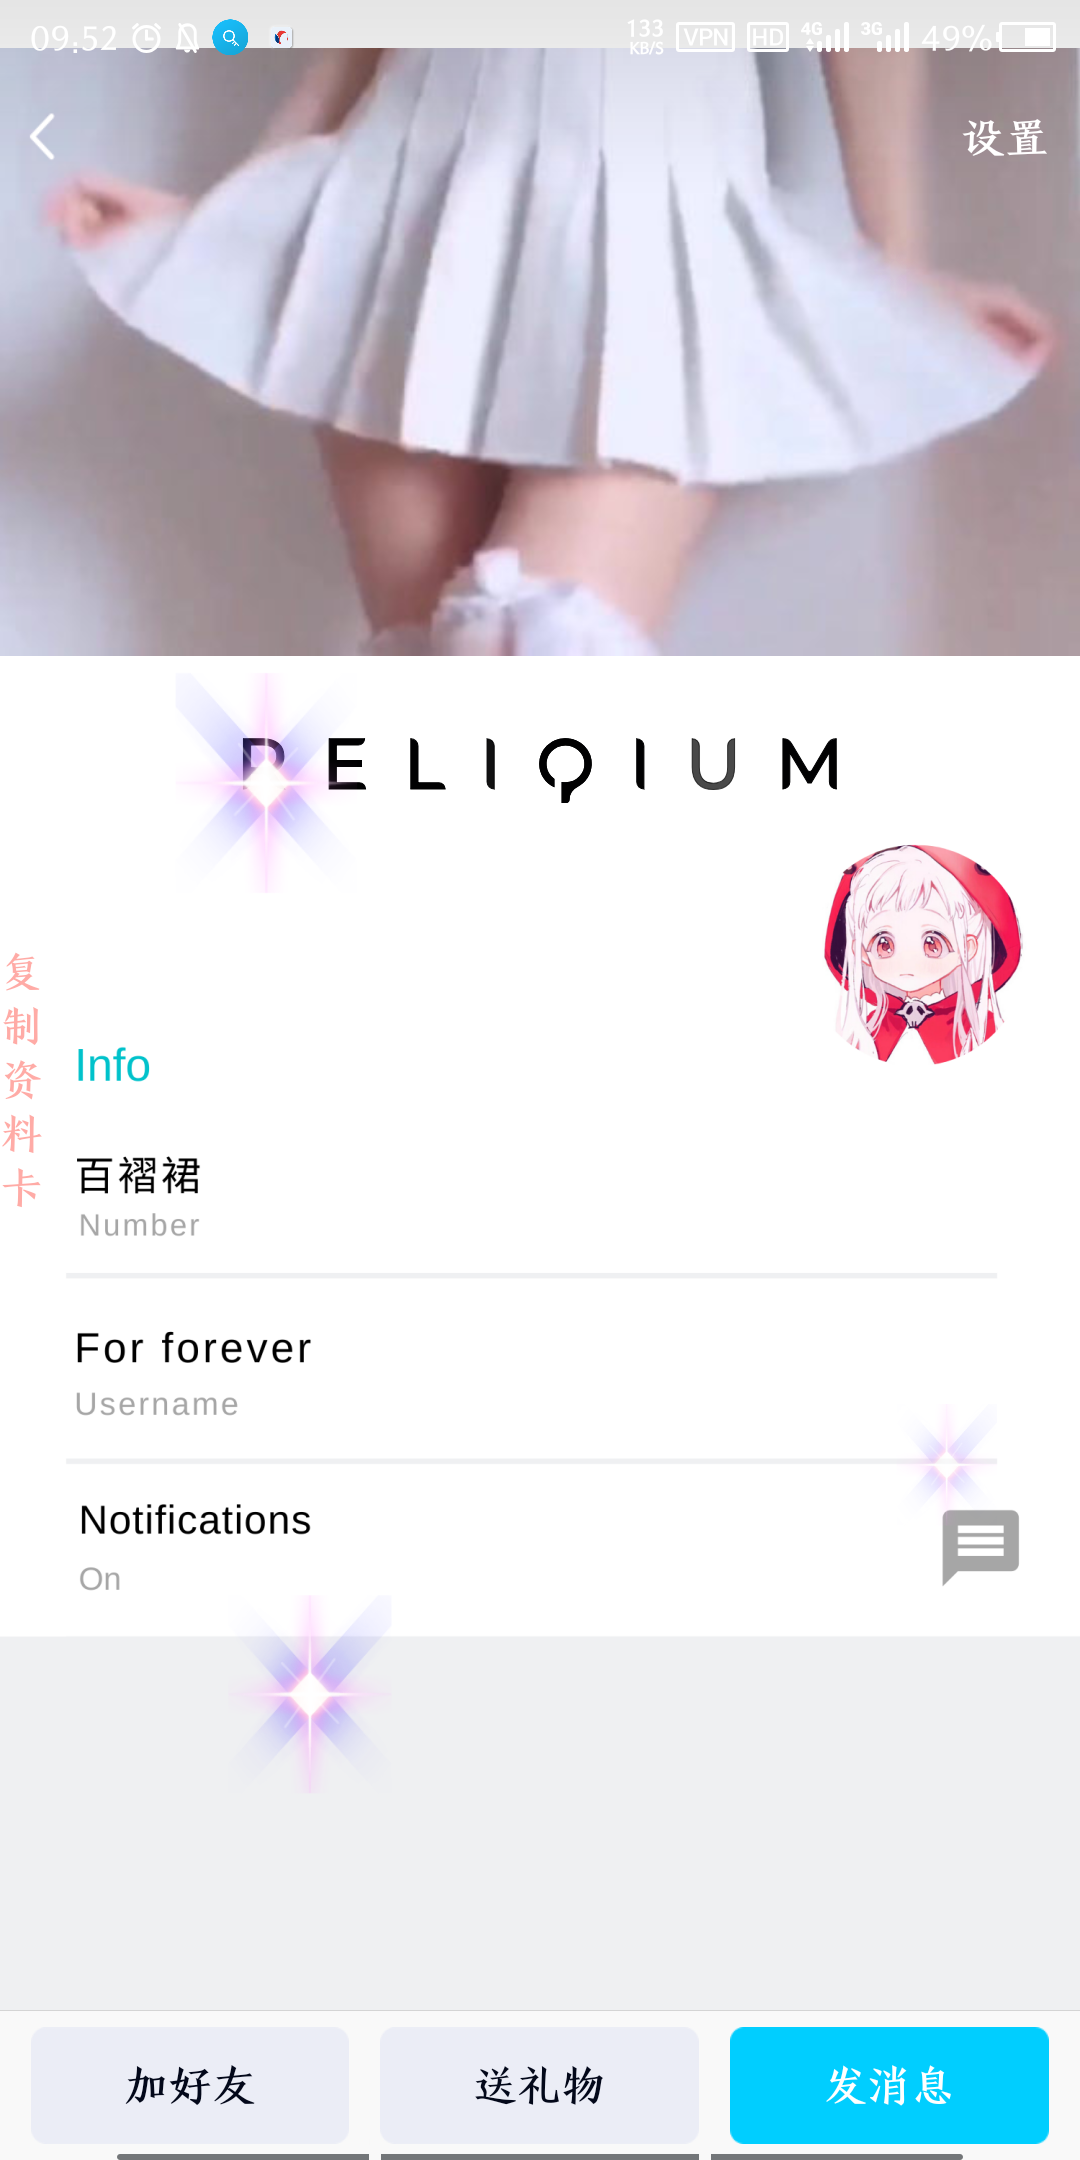 09:52
133 KB/S VPN HD 4G 3G 49%
设置
RELIQIUM
复制资料卡
Info
百褶裙
Number
For forever
Username
Notifications
On
加好友
送礼物
发消息